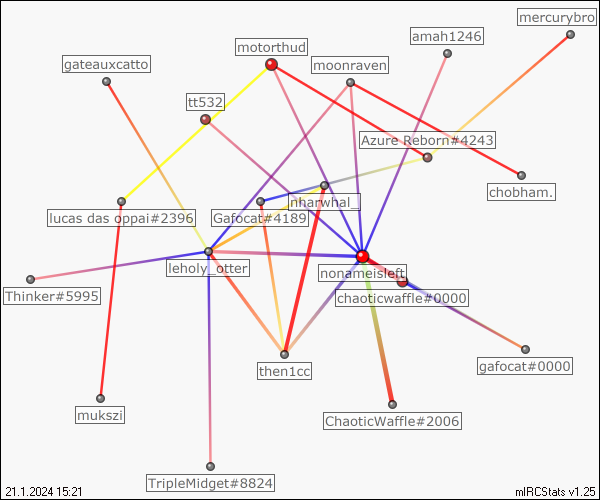 mercurybro
amah1246
motorthud
moonraven
gateauxcatto
tt532
Azure Reborn#4243
chobham.
nharwhal_
lucas das oppai#2396
Gafocat#4189
leholy_otter
nonameisleft
Thinker#5995
chaoticwaffle#0000
gafocat#0000
then1cc
mukszi
ChaoticWaffle#2006
TripleMidget#8824
21.1.2024 15:21
mIRCStats v1.25